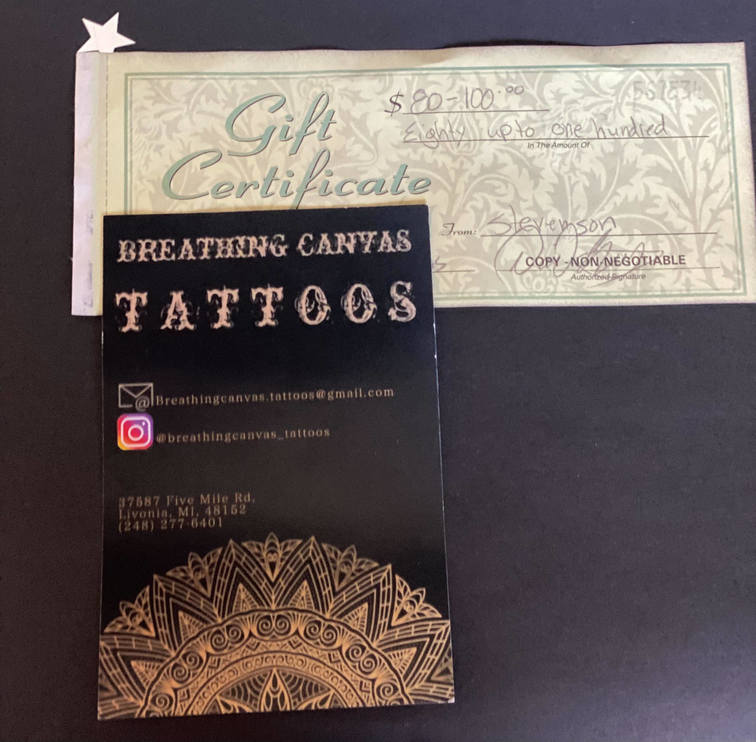 $ 80-100.00
Eighty up to one hundred
In The Amount Of
Gift
Certificate
From: Stevenson
COPY - NON-NEGOTIABLE
Authorized Signature
BREATHING CANVAS
TATTOOS
Breathingcanvas.tattoos@gmail.com
@breathingcanvas_tattoos
37587 Five Mile Rd.
Livonia, MI, 48152
(248) 277-6401